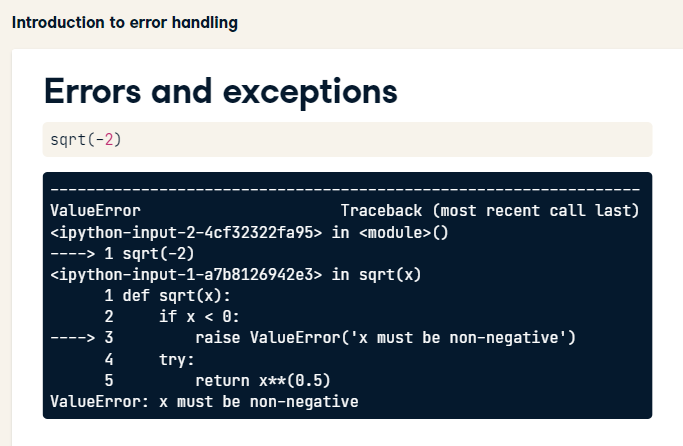 Introduction to error handling
Errors and exceptions
sqrt(-2)
-----------------------------------------------------------------
ValueError                      Traceback (most recent call last)
<ipython-input-2-4cf32322fa95> in <module>()
----> 1 sqrt(-2)
<ipython-input-1-a7b8126942e3> in sqrt(x)
      1 def sqrt(x):
      2     if x < 0:
----> 3         raise ValueError('x must be non-negative')
      4     try:
      5         return x**(0.5)
ValueError: x must be non-negative